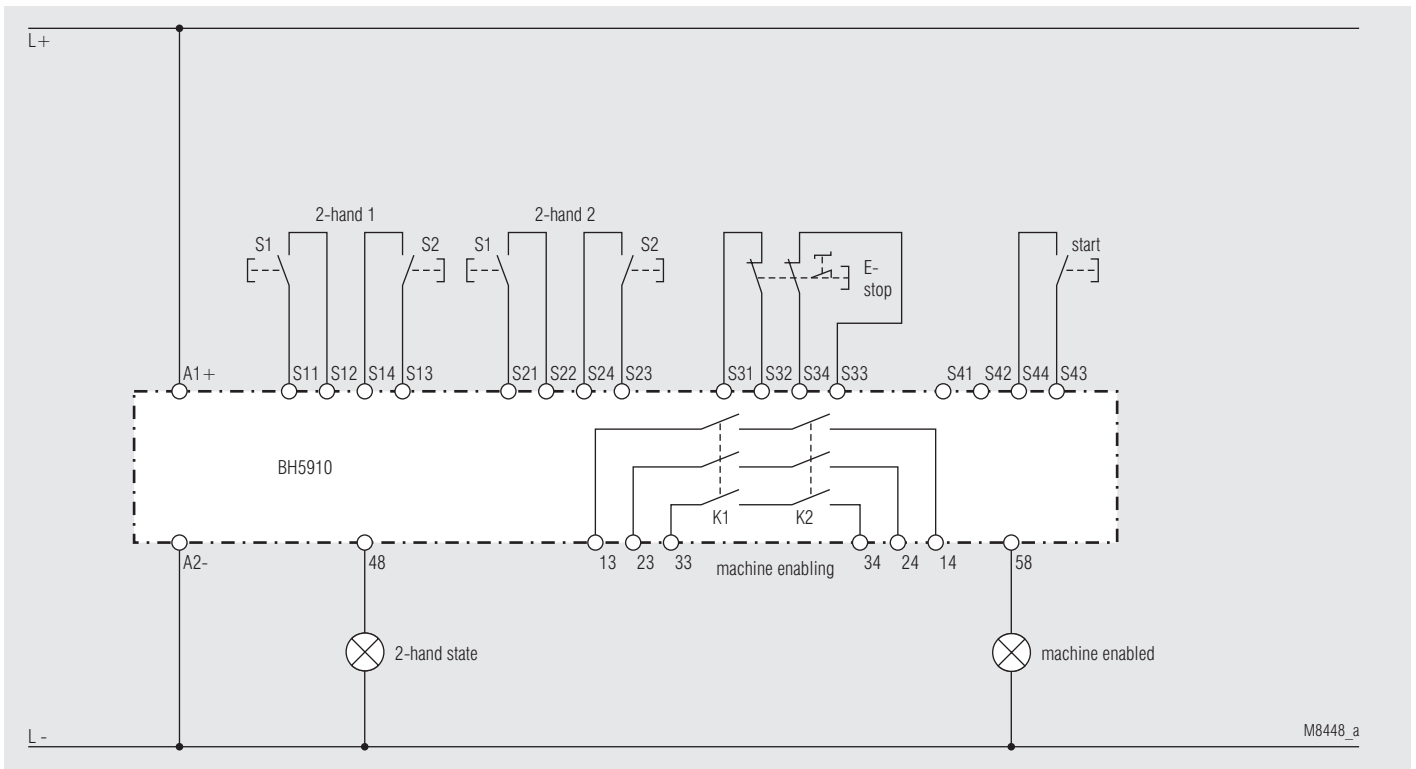 L+
2-hand 1
2-hand 2
S1
S2
S1
S2
start
E-
stop
A1+
S11
S12
S14
S13
S21
S22
S24
S23
S31
S32
S34
S33
S41
S42
S44
S43
BH5910
K1
K2
A2-
48
13
23
33
machine enabling
34
24
14
58
2-hand state
machine enabled
L -
M8448_a